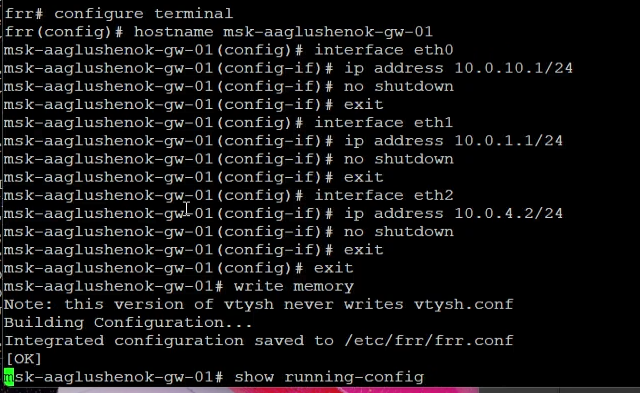 frr# configure terminal
frr(config)# hostname msk-aaglushenok-gw-01
msk-aaglushenok-gw-01(config)# interface eth0
msk-aaglushenok-gw-01(config-if)# ip address 10.0.10.1/24
msk-aaglushenok-gw-01(config-if)# no shutdown
msk-aaglushenok-gw-01(config-if)# exit
msk-aaglushenok-gw-01(config)# interface eth1
msk-aaglushenok-gw-01(config-if)# ip address 10.0.1.1/24
msk-aaglushenok-gw-01(config-if)# no shutdown
msk-aaglushenok-gw-01(config-if)# exit
msk-aaglushenok-gw-01(config)# interface eth2
msk-aaglushenok-gw-01(config-if)# ip address 10.0.4.2/24
msk-aaglushenok-gw-01(config-if)# no shutdown
msk-aaglushenok-gw-01(config-if)# exit
msk-aaglushenok-gw-01(config)# exit
msk-aaglushenok-gw-01# write memory
Note: this version of vtysh never writes vtysh.conf
Building Configuration...
Integrated configuration saved to /etc/frr/frr.conf
[OK]
msk-aaglushenok-gw-01# show running-config